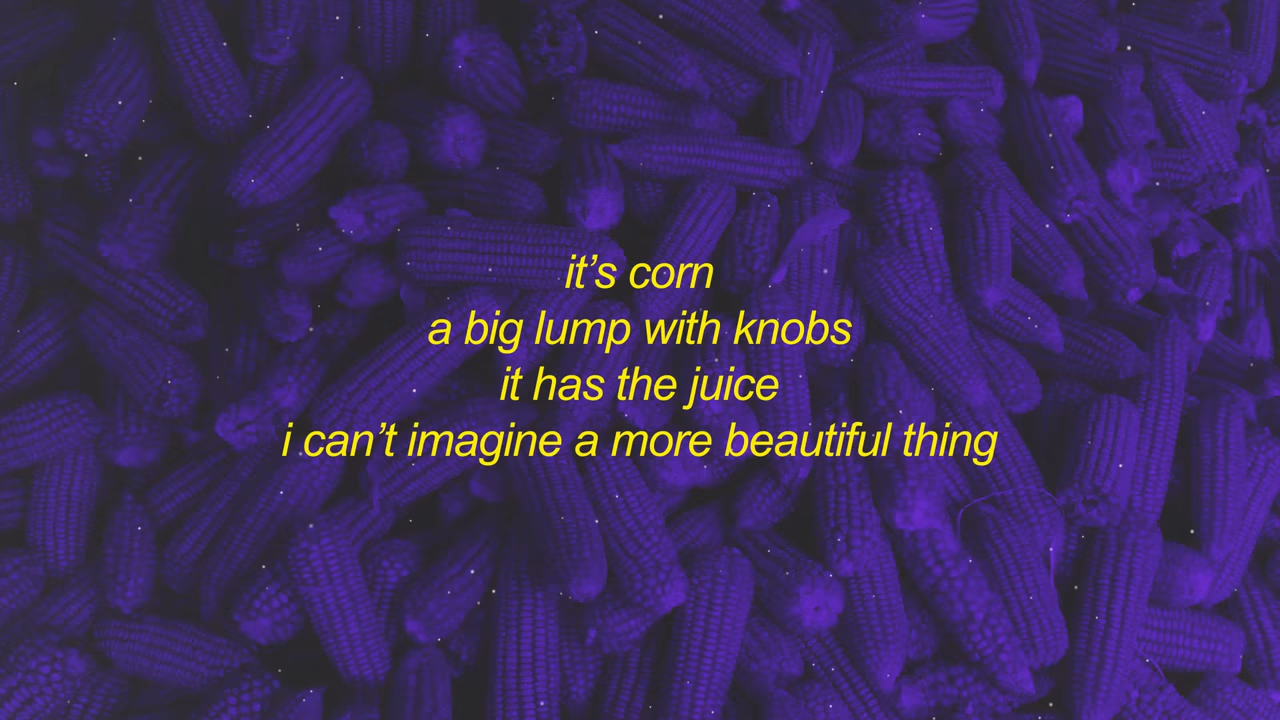 it’s corn
a big lump with knobs
it has the juice
i can’t imagine a more beautiful thing